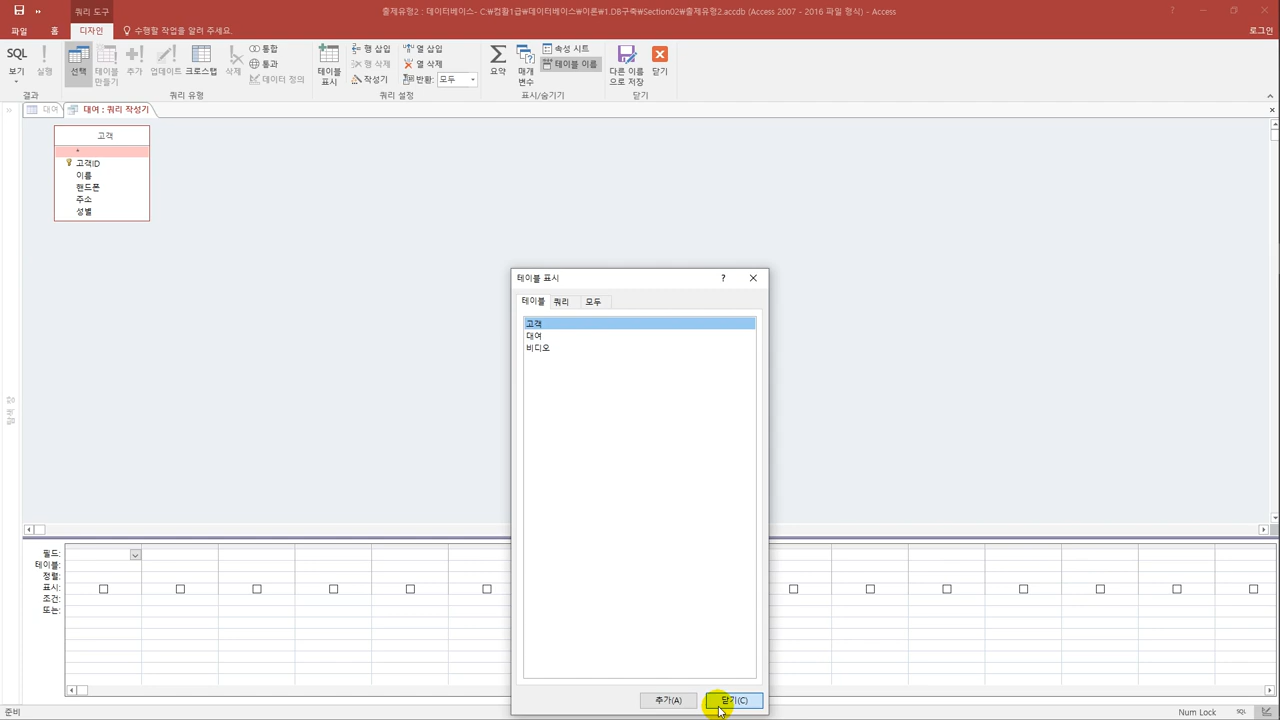 쿼리 도구
출제유형2 : 데이터베이스- C:₩컴활1급₩데이터베이스₩이론₩1.DB구축₩Section02₩출제유형2.accdb (Access 2007 - 2016 파일 형식) - Access
파일 홈 디자인 수행할 작업을 알려 주세요. 로그인
SQL 보기
실행
선택
테이블 만들기
추가
업데이트
크로스탭
삭제
통합
통과
데이터 정의
테이블 표시
행 삽입
행 삭제
작성기
열 삽입
열 삭제
반환: 모두
요약
매개 변수
속성 시트
테이블 이름
다른 이름으로 저장
닫기
결과 쿼리 유형 쿼리 설정 표시/숨기기 닫기
대여 대여 : 쿼리 작성기
고객
*
고객ID
이름
핸드폰
주소
성별
탐색 창
테이블 표시 ?
테이블 쿼리 모두
고객
대여
비디오
추가(A) 닫기(C)
필드:
테이블:
정렬:
표시:
조건:
또는:
준비 Num Lock SQL